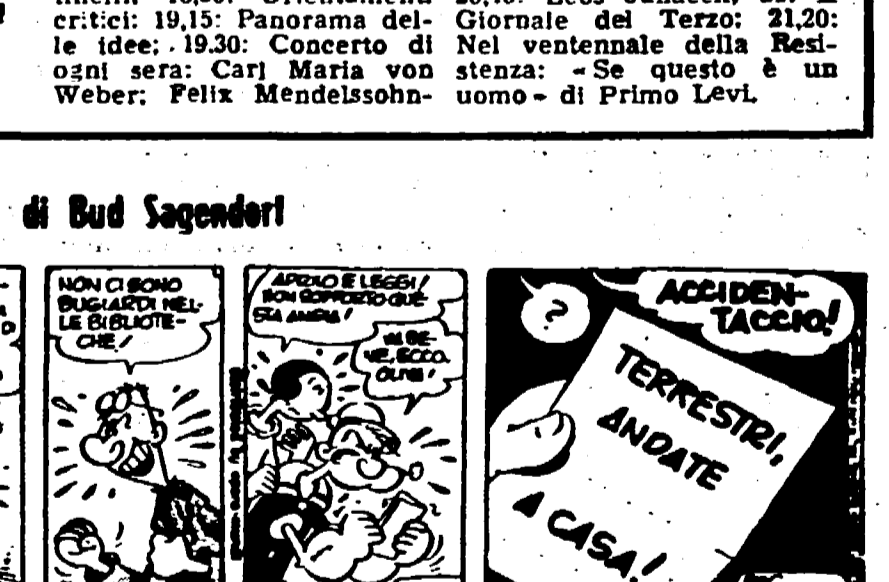 critici: 19,15: Panorama del-
le idee; 19.30: Concerto di
ogni sera: Carl Maria von
Weber; Felix Mendelssohn-
Giornale del Terzo: 21,20:
Nel ventennale della Resi-
stenza: «Se questo è un
uomo» di Primo Levi.
di Bud Sagendorf
NON CI SONO
BUGIARDI NEL-
LE BIBLIOTE-
CHE!
APRILO E LEGGI!
NON SOPPORTO QUE-
STA ANSIA!
VA BE-
NE, ECCO,
OLIVA!
?
ACCIDEN-
TACCIO!
TERRESTRI,
ANDATE
A CASA!